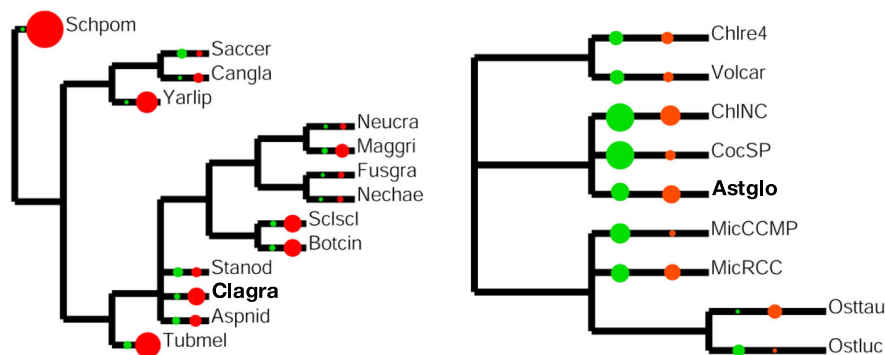 Schpom
Saccer
Cangla
Yarlip
Neucra
Maggri
Fusgra
Nechae
Sclscl
Botcin
Stanod
Clagra
Aspnid
Tubmel
Chlre4
Volcar
ChlNC
CocSP
Astglo
MicCCMP
MicRCC
Osttau
Ostluc